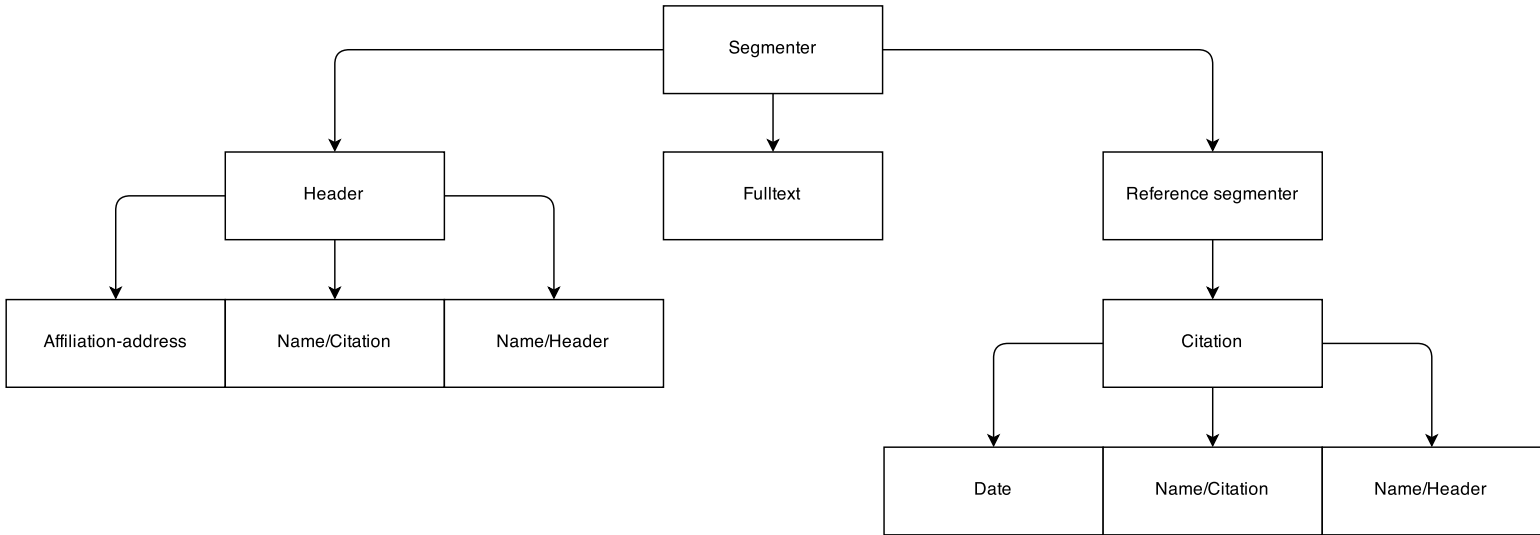 Segmenter
Header
Fulltext
Reference segmenter
Affiliation-address
Name/Citation
Name/Header
Citation
Date
Name/Citation
Name/Header